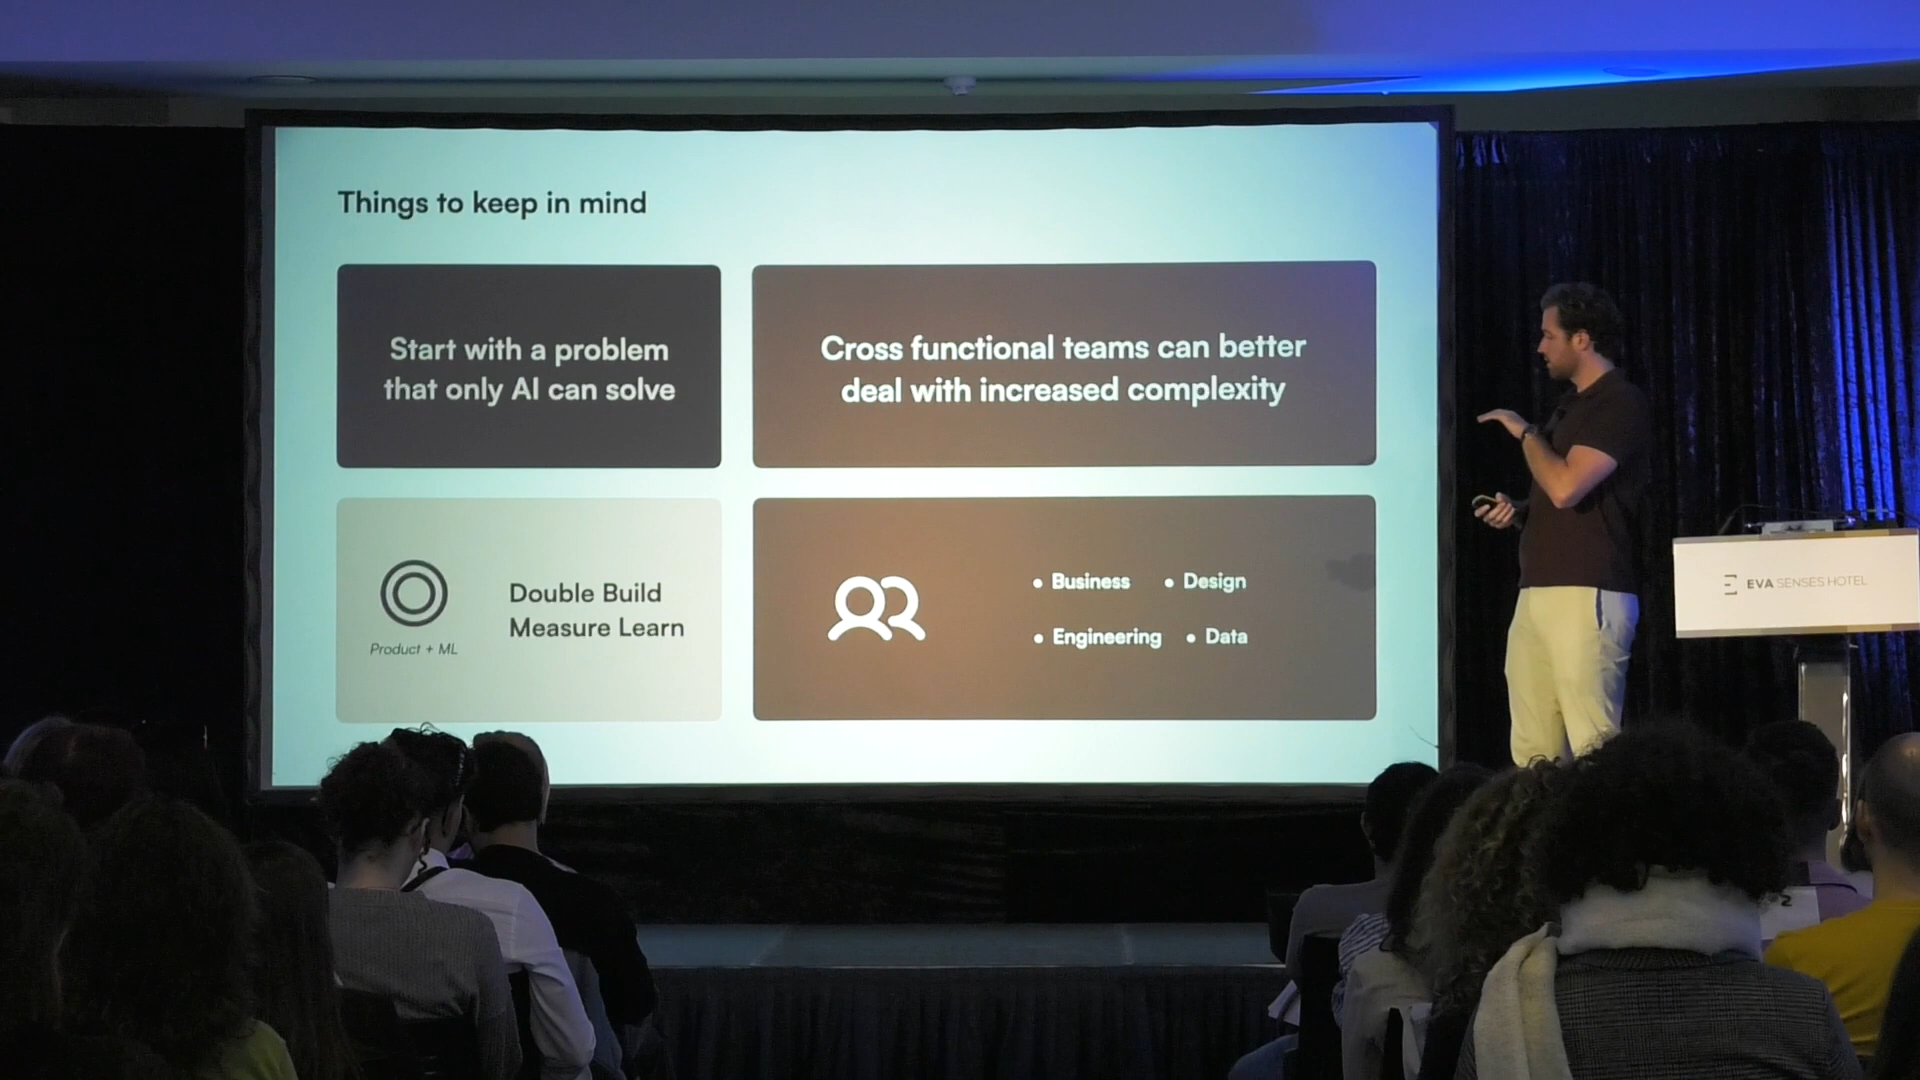 Things to keep in mind
Start with a problem
that only AI can solve
Cross functional teams can better
deal with increased complexity
Product + ML
Double Build
Measure Learn
• Business • Design
• Engineering • Data
EVA SENSES HOTEL
2